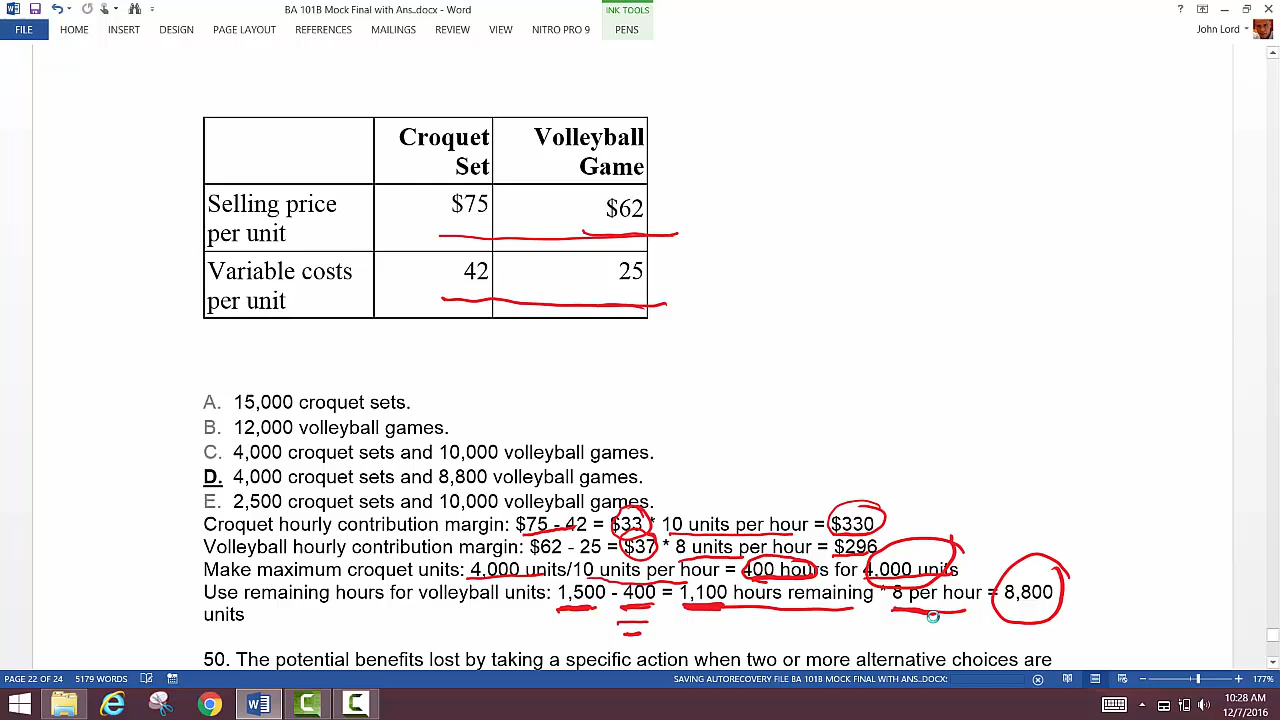 BA 101B Mock Final with Ans..docx - Word
INK TOOLS
FILE HOME INSERT DESIGN PAGE LAYOUT REFERENCES MAILINGS REVIEW VIEW NITRO PRO 9 PENS John Lord
Croquet Set Volleyball Game
Selling price per unit $75 $62
Variable costs per unit 42 25
A. 15,000 croquet sets.
B. 12,000 volleyball games.
C. 4,000 croquet sets and 10,000 volleyball games.
D. 4,000 croquet sets and 8,800 volleyball games.
E. 2,500 croquet sets and 10,000 volleyball games.
Croquet hourly contribution margin: $75 - 42 = $33 * 10 units per hour = $330
Volleyball hourly contribution margin: $62 - 25 = $37 * 8 units per hour = $296
Make maximum croquet units: 4,000 units/10 units per hour = 400 hours for 4,000 units
Use remaining hours for volleyball units: 1,500 - 400 = 1,100 hours remaining * 8 per hour = 8,800
units
50. The potential benefits lost by taking a specific action when two or more alternative choices are
PAGE 22 OF 24 5179 WORDS SAVING AUTORECOVERY FILE BA 101B MOCK FINAL WITH ANS..DOCX: 177%
10:28 AM
12/7/2016